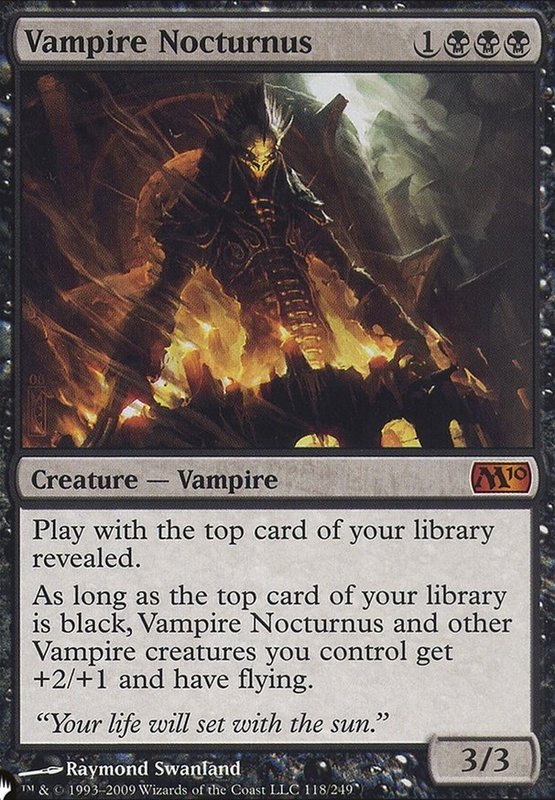 Vampire Nocturnus 1
08
Creature — Vampire M10
Play with the top card of your library
revealed.
As long as the top card of your library
is black, Vampire Nocturnus and other
Vampire creatures you control get
+2/+1 and have flying.
“Your life will set with the sun.”
3/3
Raymond Swanland
™ & © 1993–2009 Wizards of the Coast LLC 118/249